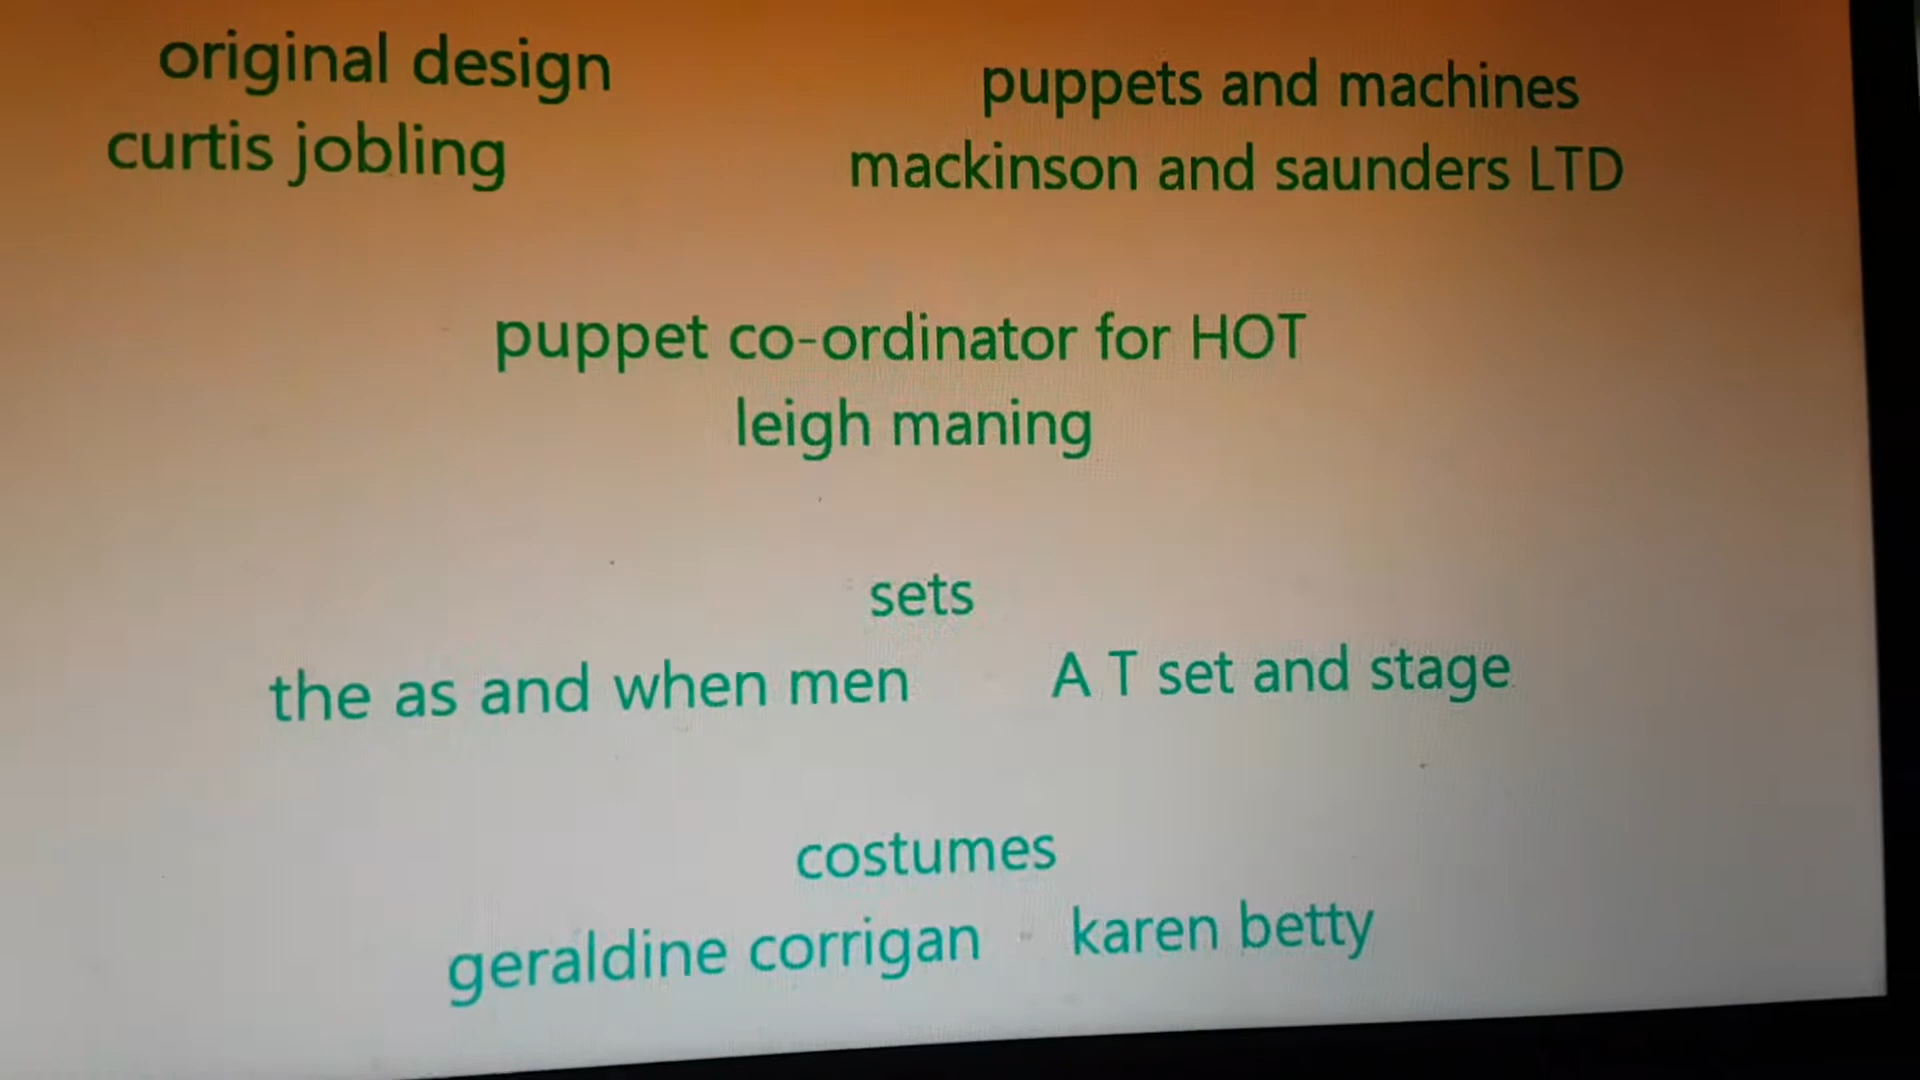 original design
curtis jobling
puppets and machines
mackinson and saunders LTD
puppet co-ordinator for HOT
leigh maning
sets
the as and when men
A T set and stage
costumes
geraldine corrigan
karen betty